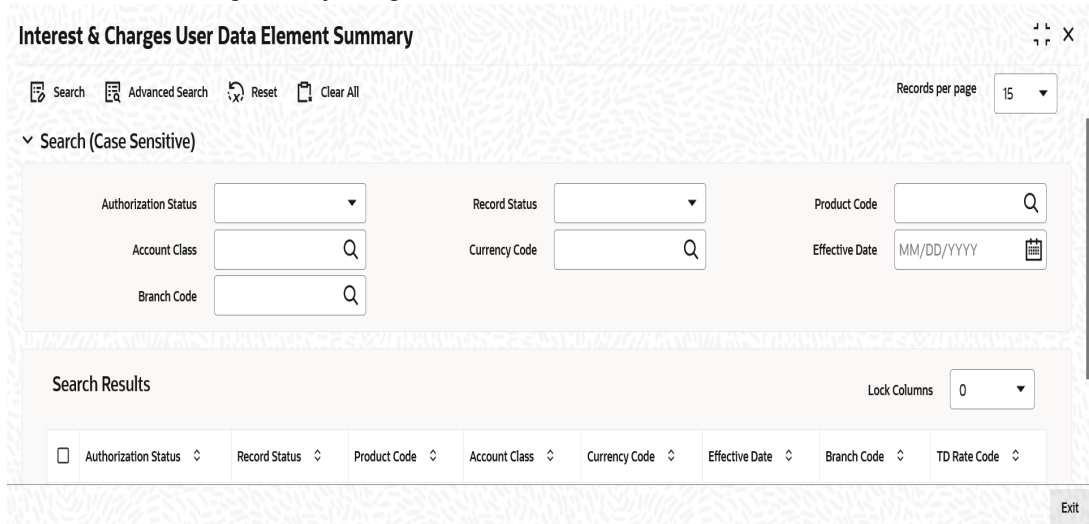 Interest & Charges User Data Element Summary
Search Advanced Search Reset Clear All Records per page 15
Search (Case Sensitive)
Authorization Status Record Status Product Code
Account Class Currency Code Effective Date MM/DD/YYYY
Branch Code
Search Results Lock Columns 0
Authorization Status Record Status Product Code Account Class Currency Code Effective Date Branch Code TD Rate Code
Exit